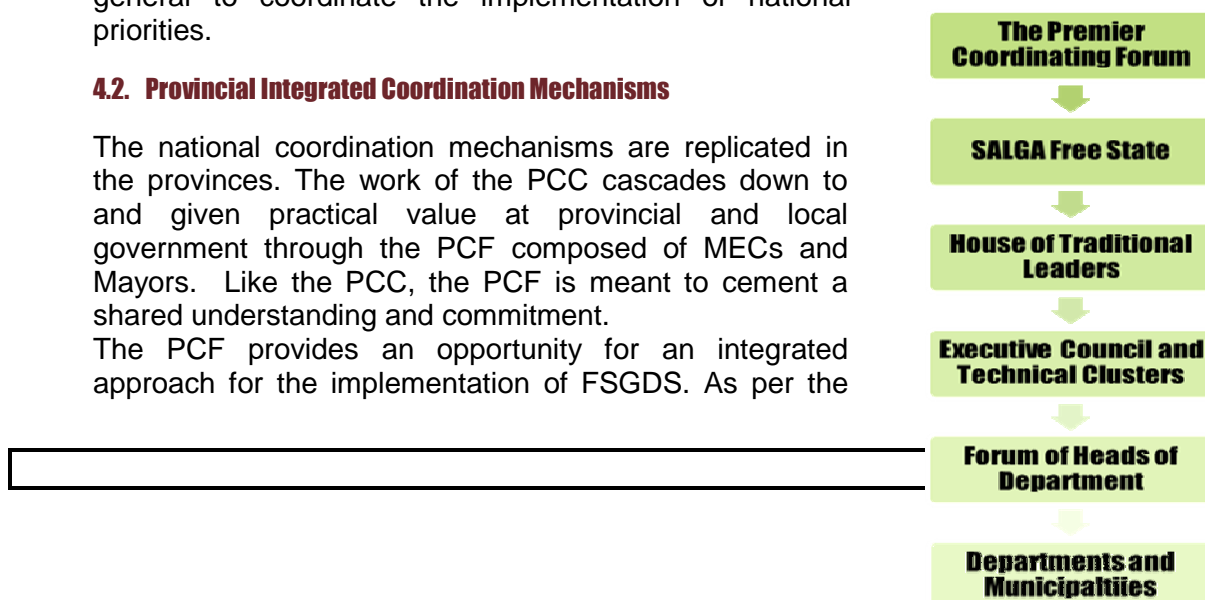 general to coordinate the implementation of national
priorities.
4.2. Provincial Integrated Coordination Mechanisms
The national coordination mechanisms are replicated in
the provinces. The work of the PCC cascades down to
and given practical value at provincial and local
government through the PCF composed of MECs and
Mayors. Like the PCC, the PCF is meant to cement a
shared understanding and commitment.
The PCF provides an opportunity for an integrated
approach for the implementation of FSGDS. As per the
The Premier
Coordinating Forum
SALGA Free State
House of Traditional
Leaders
Executive Council and
Technical Clusters
Forum of Heads of
Department
Departments and
Municipaltiies